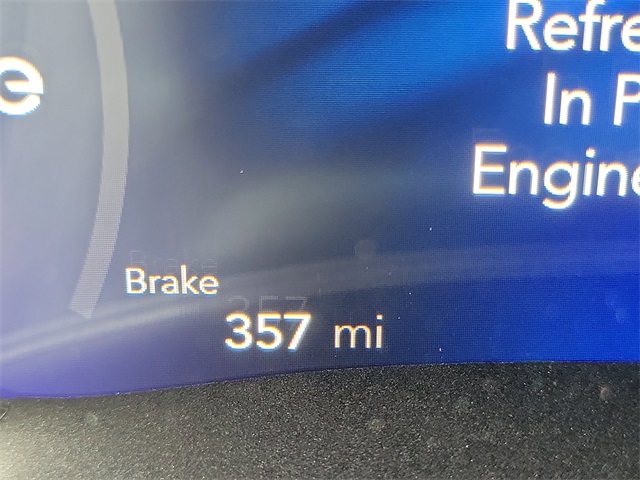 Refre
In P
e
Engine
Brake
357 mi